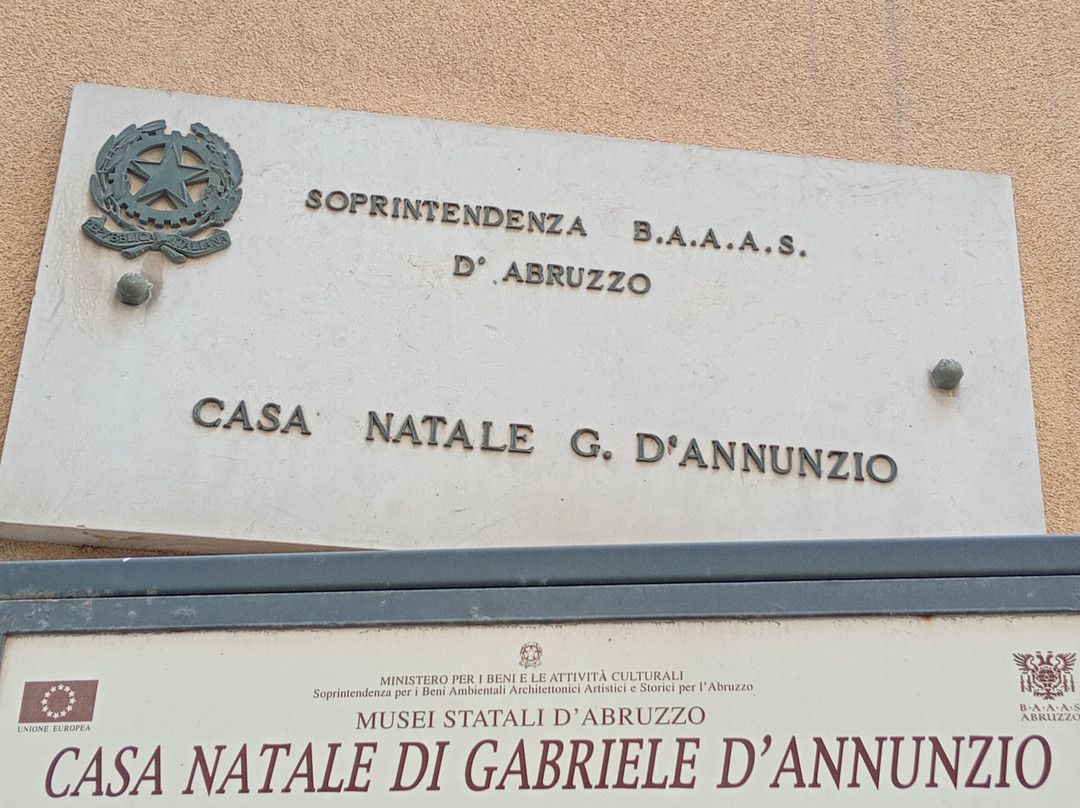 REPVBBLICA ITALIANA
SOPRINTENDENZA B.A.A.A.S.
D' ABRUZZO
CASA NATALE G. D'ANNUNZIO
MINISTERO PER I BENI E LE ATTIVITÀ CULTURALI
Soprintendenza per i Beni Ambientali Architettonici Artistici e Storici per l'Abruzzo
UNIONE EUROPEA
MUSEI STATALI D'ABRUZZO
B·A·A·A·S
ABRUZZO
CASA NATALE DI GABRIELE D'ANNUNZIO